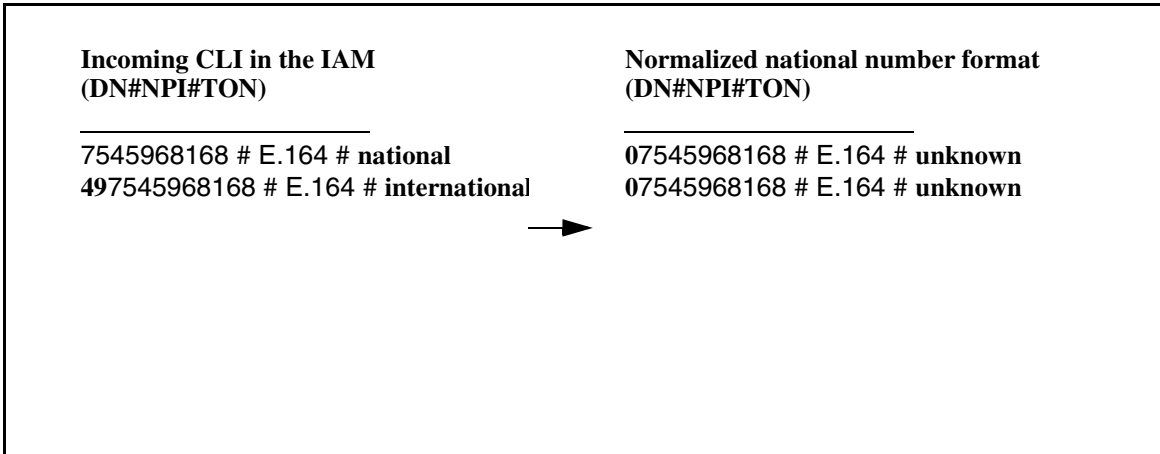 Incoming CLI in the IAM
(DN#NPI#TON)
7545968168 # E.164 # national
497545968168 # E.164 # international
Normalized national number format
(DN#NPI#TON)
07545968168 # E.164 # unknown
07545968168 # E.164 # unknown